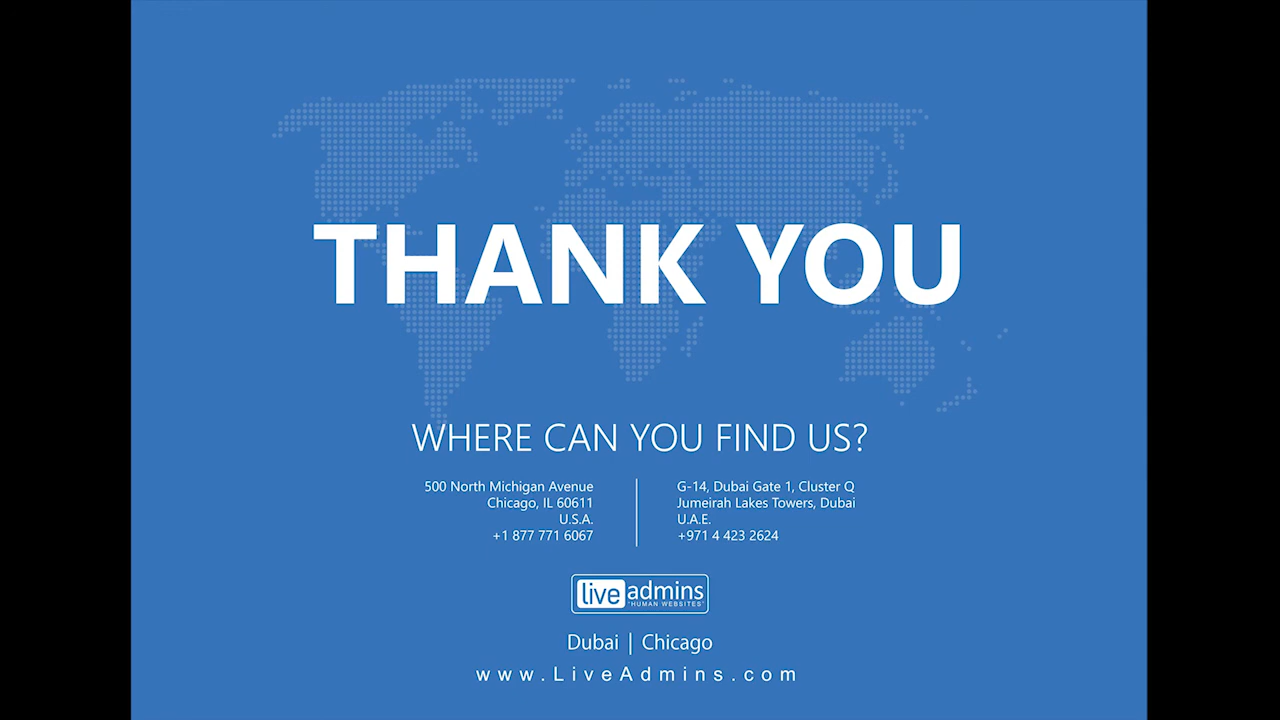 THANK YOU
WHERE CAN YOU FIND US?
500 North Michigan Avenue
Chicago, IL 60611
U.S.A.
+1 877 771 6067
G-14, Dubai Gate 1, Cluster Q
Jumeirah Lakes Towers, Dubai
U.A.E.
+971 4 423 2624
live admins
"HUMAN WEBSITES"
Dubai | Chicago
www.LiveAdmins.com